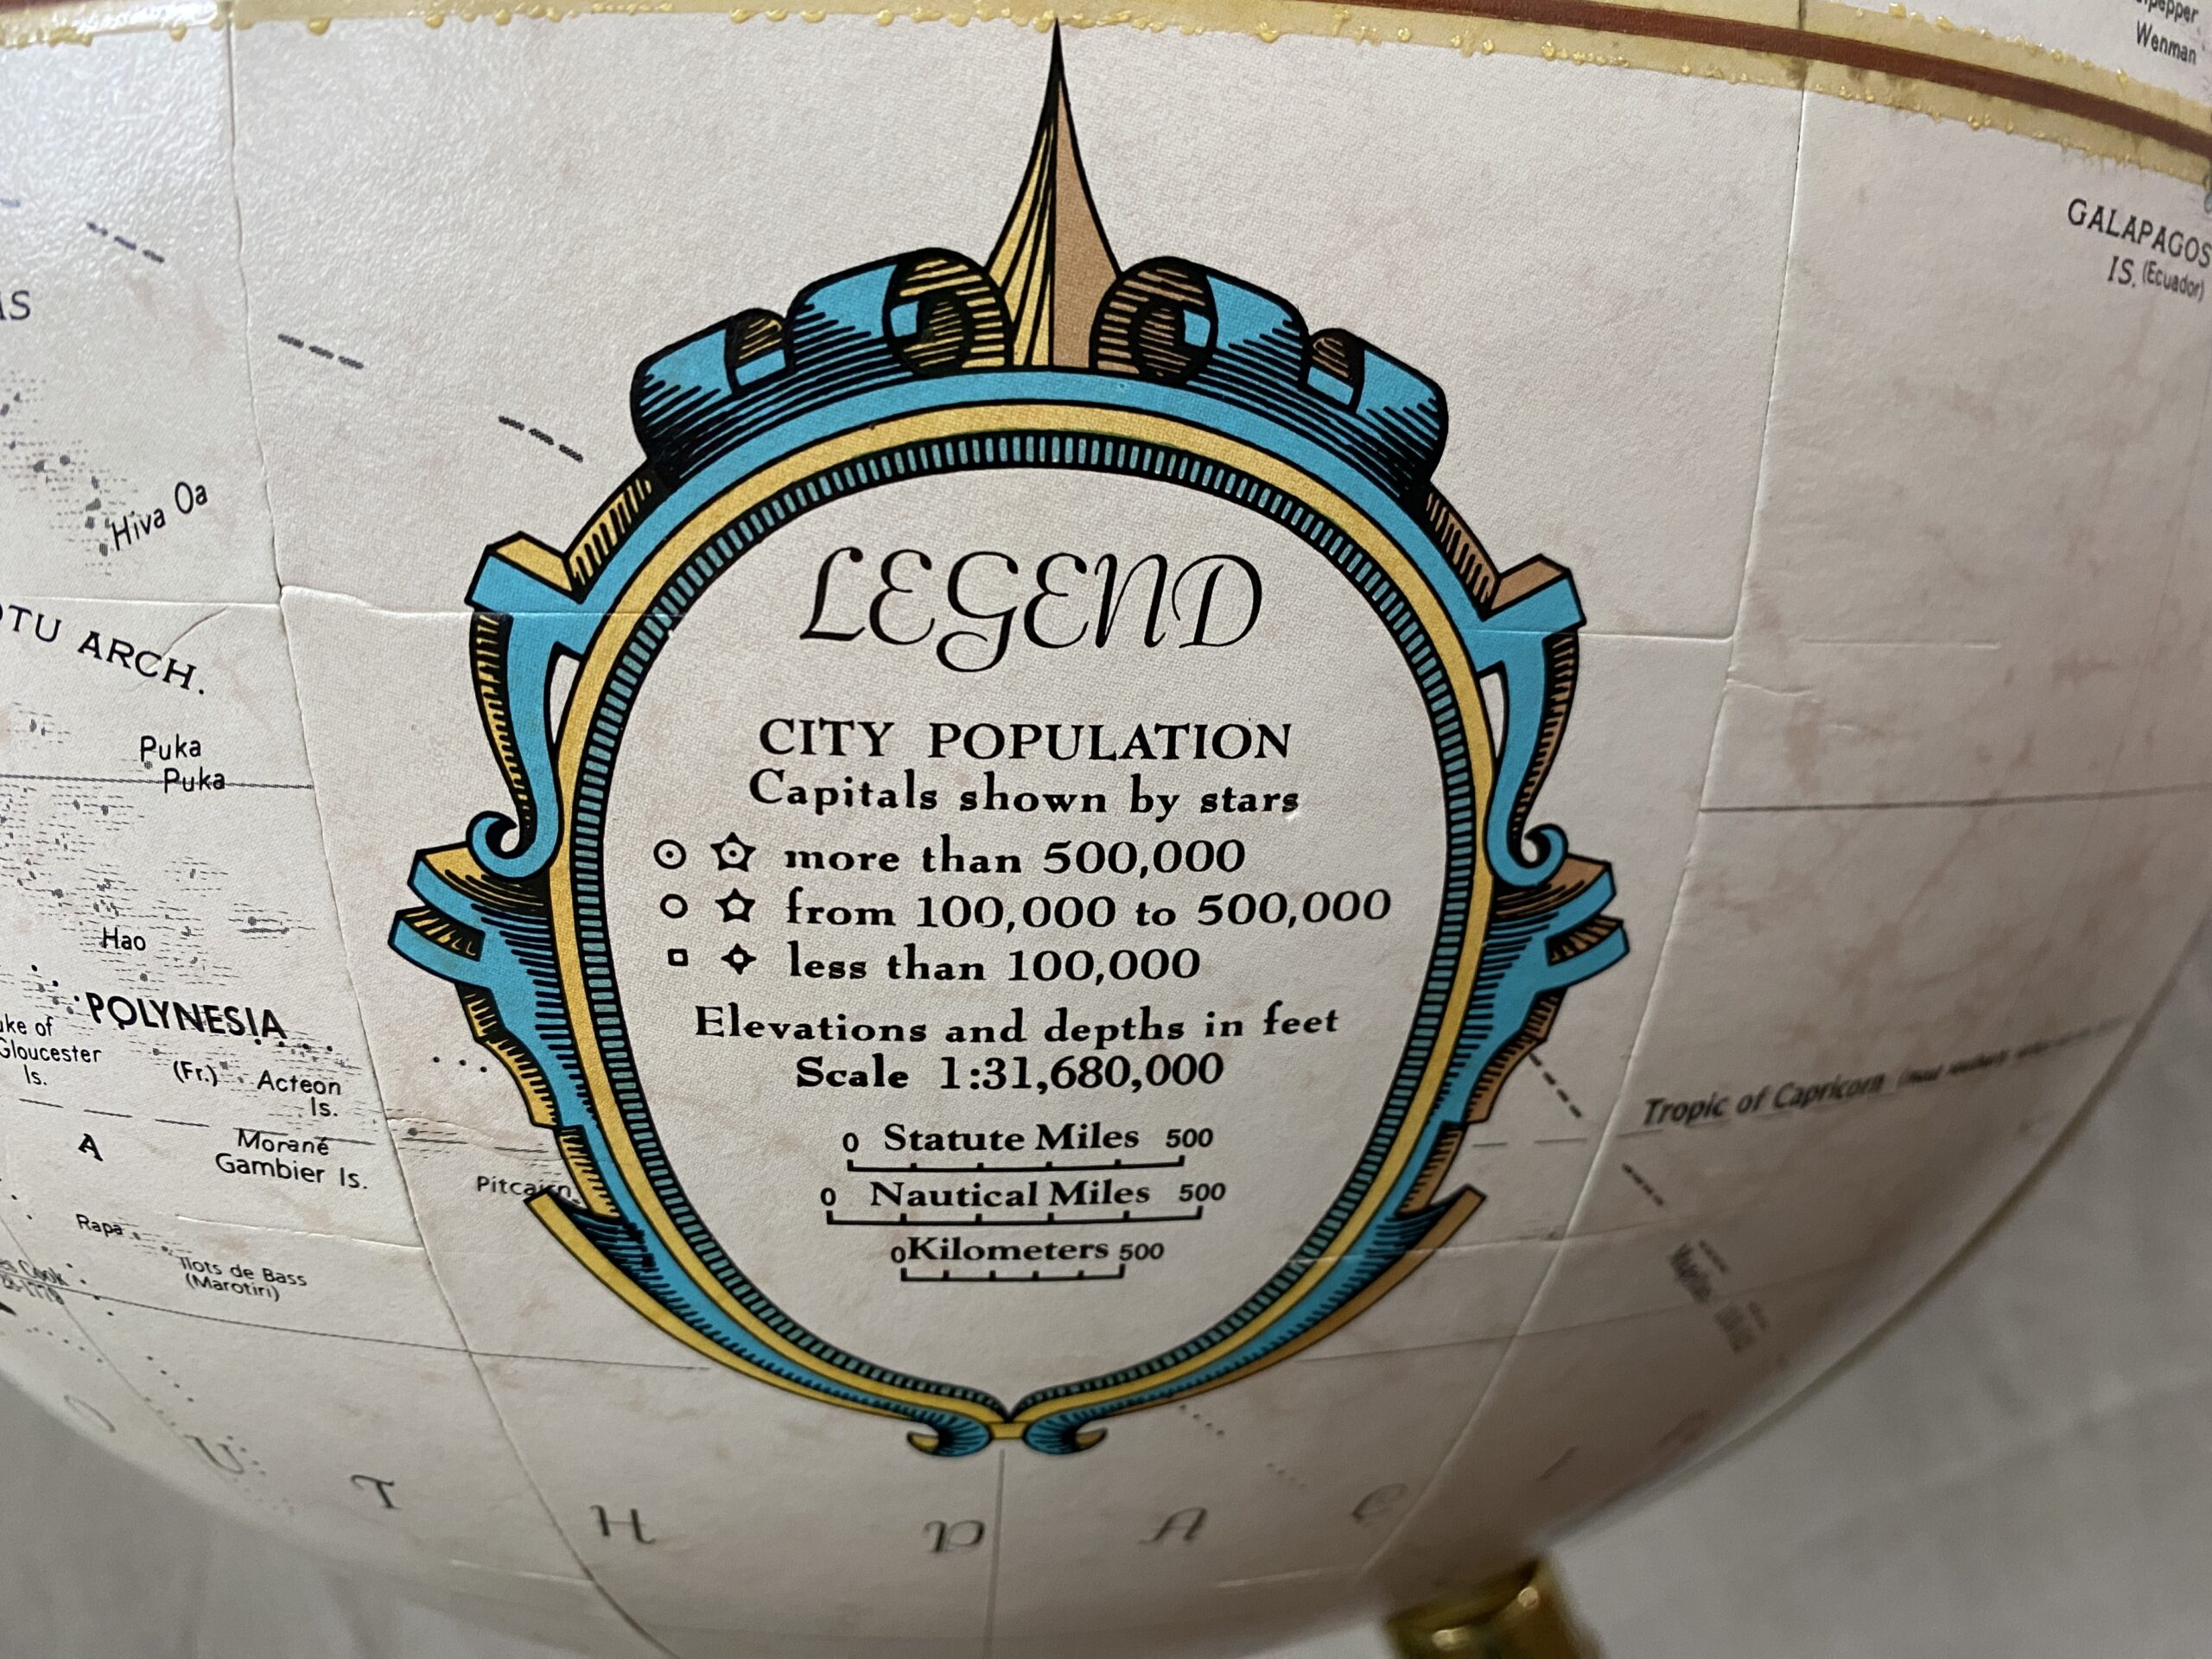 Wenman
GALAPAGOS
IS. (Ecuador)
Hiva Oa
ARCH.
Puka
Puka
Hao
POLYNESIA
(Fr.)
Gloucester
Is.
Acteon
Is.
A
Morané
Gambier Is.
Pitcairn
Rapa
Ilots de Bass
(Marotiri)
LEGEND
CITY POPULATION
Capitals shown by stars
more than 500,000
from 100,000 to 500,000
less than 100,000
Elevations and depths in feet
Scale 1:31,680,000
0 Statute Miles 500
0 Nautical Miles 500
0 Kilometers 500
Tropic of Capricorn
U T H P A C